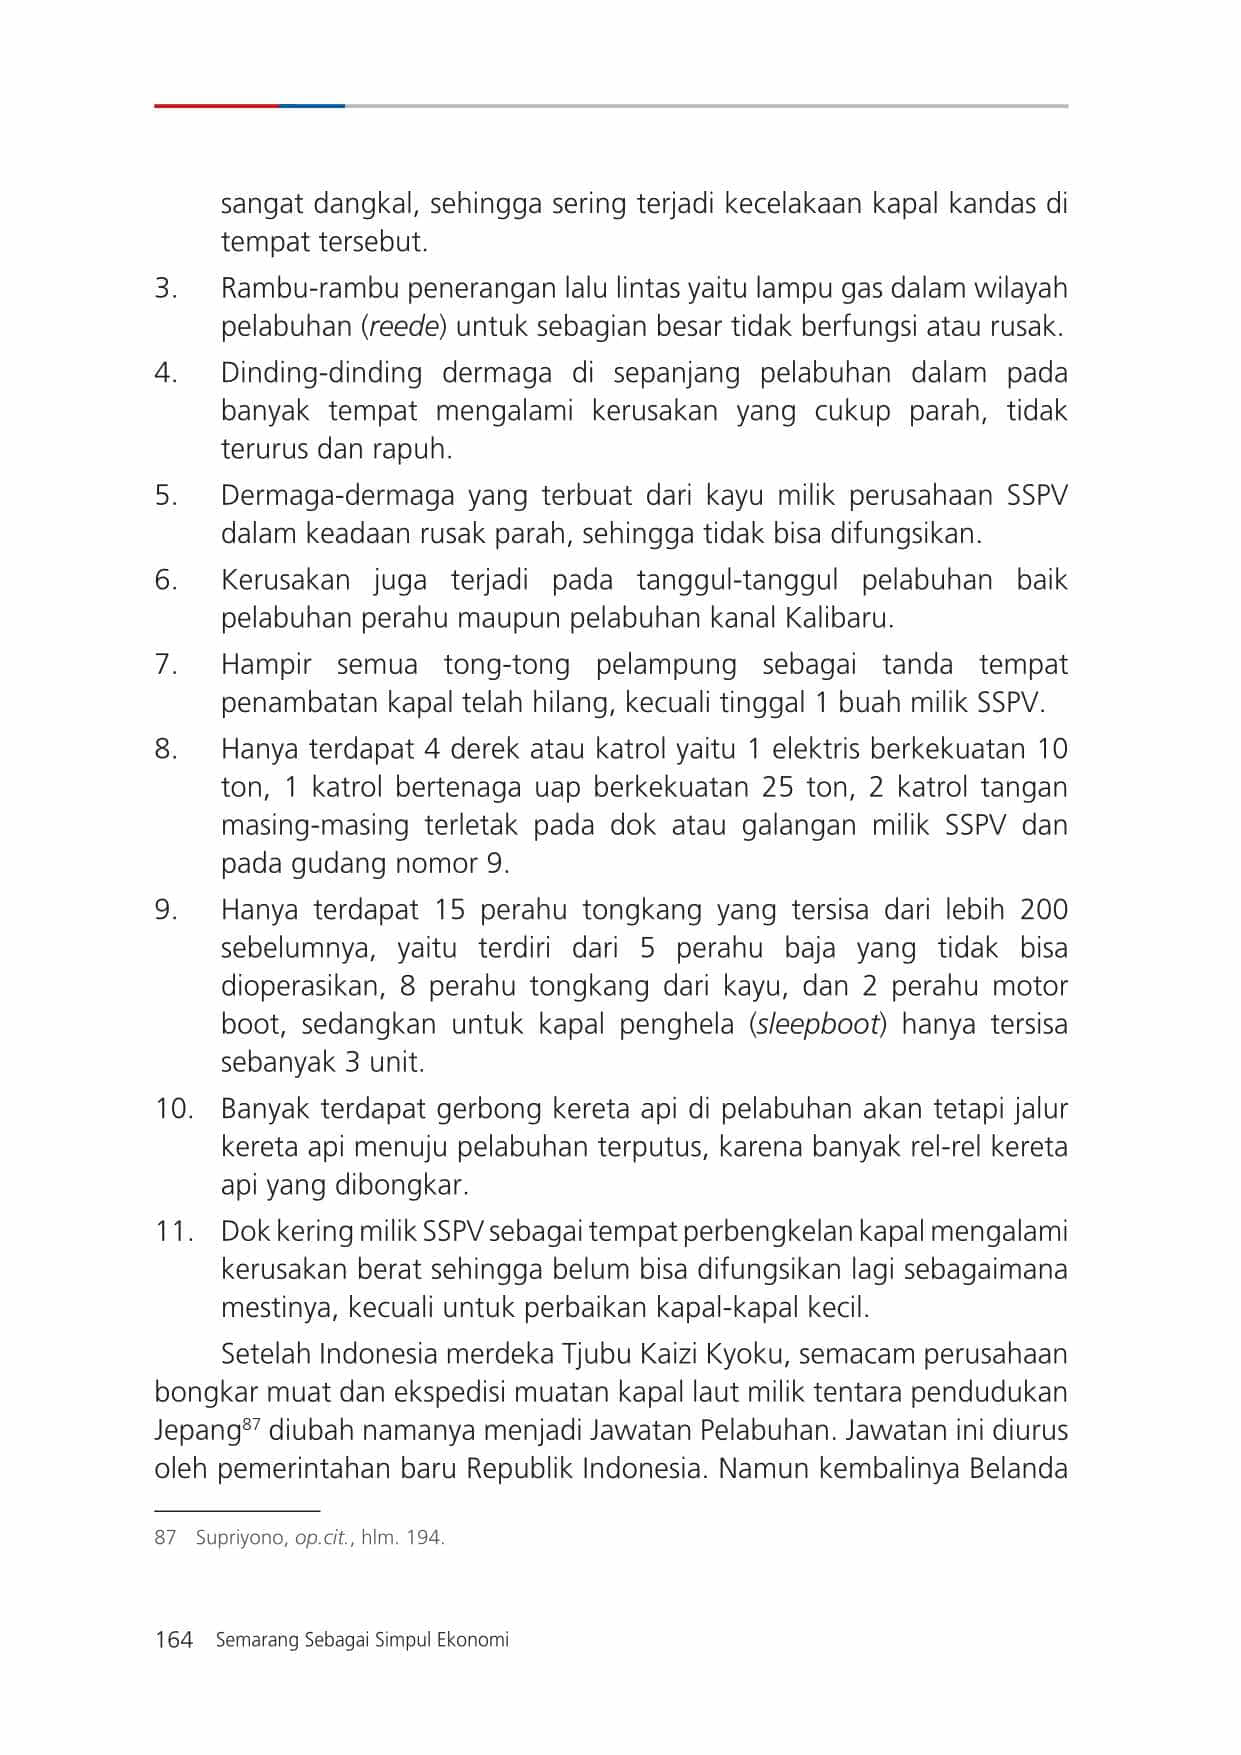 sangat dangkal, sehingga sering terjadi kecelakaan kapal kandas di
tempat tersebut.
3. Rambu-rambu penerangan lalu lintas yaitu lampu gas dalam wilayah
pelabuhan (reede) untuk sebagian besar tidak berfungsi atau rusak.
4. Dinding-dinding dermaga di sepanjang pelabuhan dalam pada
banyak tempat mengalami kerusakan yang cukup parah, tidak
terurus dan rapuh.
5. Dermaga-dermaga yang terbuat dari kayu milik perusahaan SSPV
dalam keadaan rusak parah, sehingga tidak bisa difungsikan.
6. Kerusakan juga terjadi pada tanggul-tanggul pelabuhan baik
pelabuhan perahu maupun pelabuhan kanal Kalibaru.
7. Hampir semua tong-tong pelampung sebagai tanda tempat
penambatan kapal telah hilang, kecuali tinggal 1 buah milik SSPV.
8. Hanya terdapat 4 derek atau katrol yaitu 1 elektris berkekuatan 10
ton, 1 katrol bertenaga uap berkekuatan 25 ton, 2 katrol tangan
masing-masing terletak pada dok atau galangan milik SSPV dan
pada gudang nomor 9.
9. Hanya terdapat 15 perahu tongkang yang tersisa dari lebih 200
sebelumnya, yaitu terdiri dari 5 perahu baja yang tidak bisa
dioperasikan, 8 perahu tongkang dari kayu, dan 2 perahu motor
boot, sedangkan untuk kapal penghela (sleepboot) hanya tersisa
sebanyak 3 unit.
10. Banyak terdapat gerbong kereta api di pelabuhan akan tetapi jalur
kereta api menuju pelabuhan terputus, karena banyak rel-rel kereta
api yang dibongkar.
11. Dok kering milik SSPV sebagai tempat perbengkelan kapal mengalami
kerusakan berat sehingga belum bisa difungsikan lagi sebagaimana
mestinya, kecuali untuk perbaikan kapal-kapal kecil.
Setelah Indonesia merdeka Tjubu Kaizi Kyoku, semacam perusahaan
bongkar muat dan ekspedisi muatan kapal laut milik tentara pendudukan
Jepang87 diubah namanya menjadi Jawatan Pelabuhan. Jawatan ini diurus
oleh pemerintahan baru Republik Indonesia. Namun kembalinya Belanda
87 Supriyono, op.cit., hlm. 194.
164 Semarang Sebagai Simpul Ekonomi